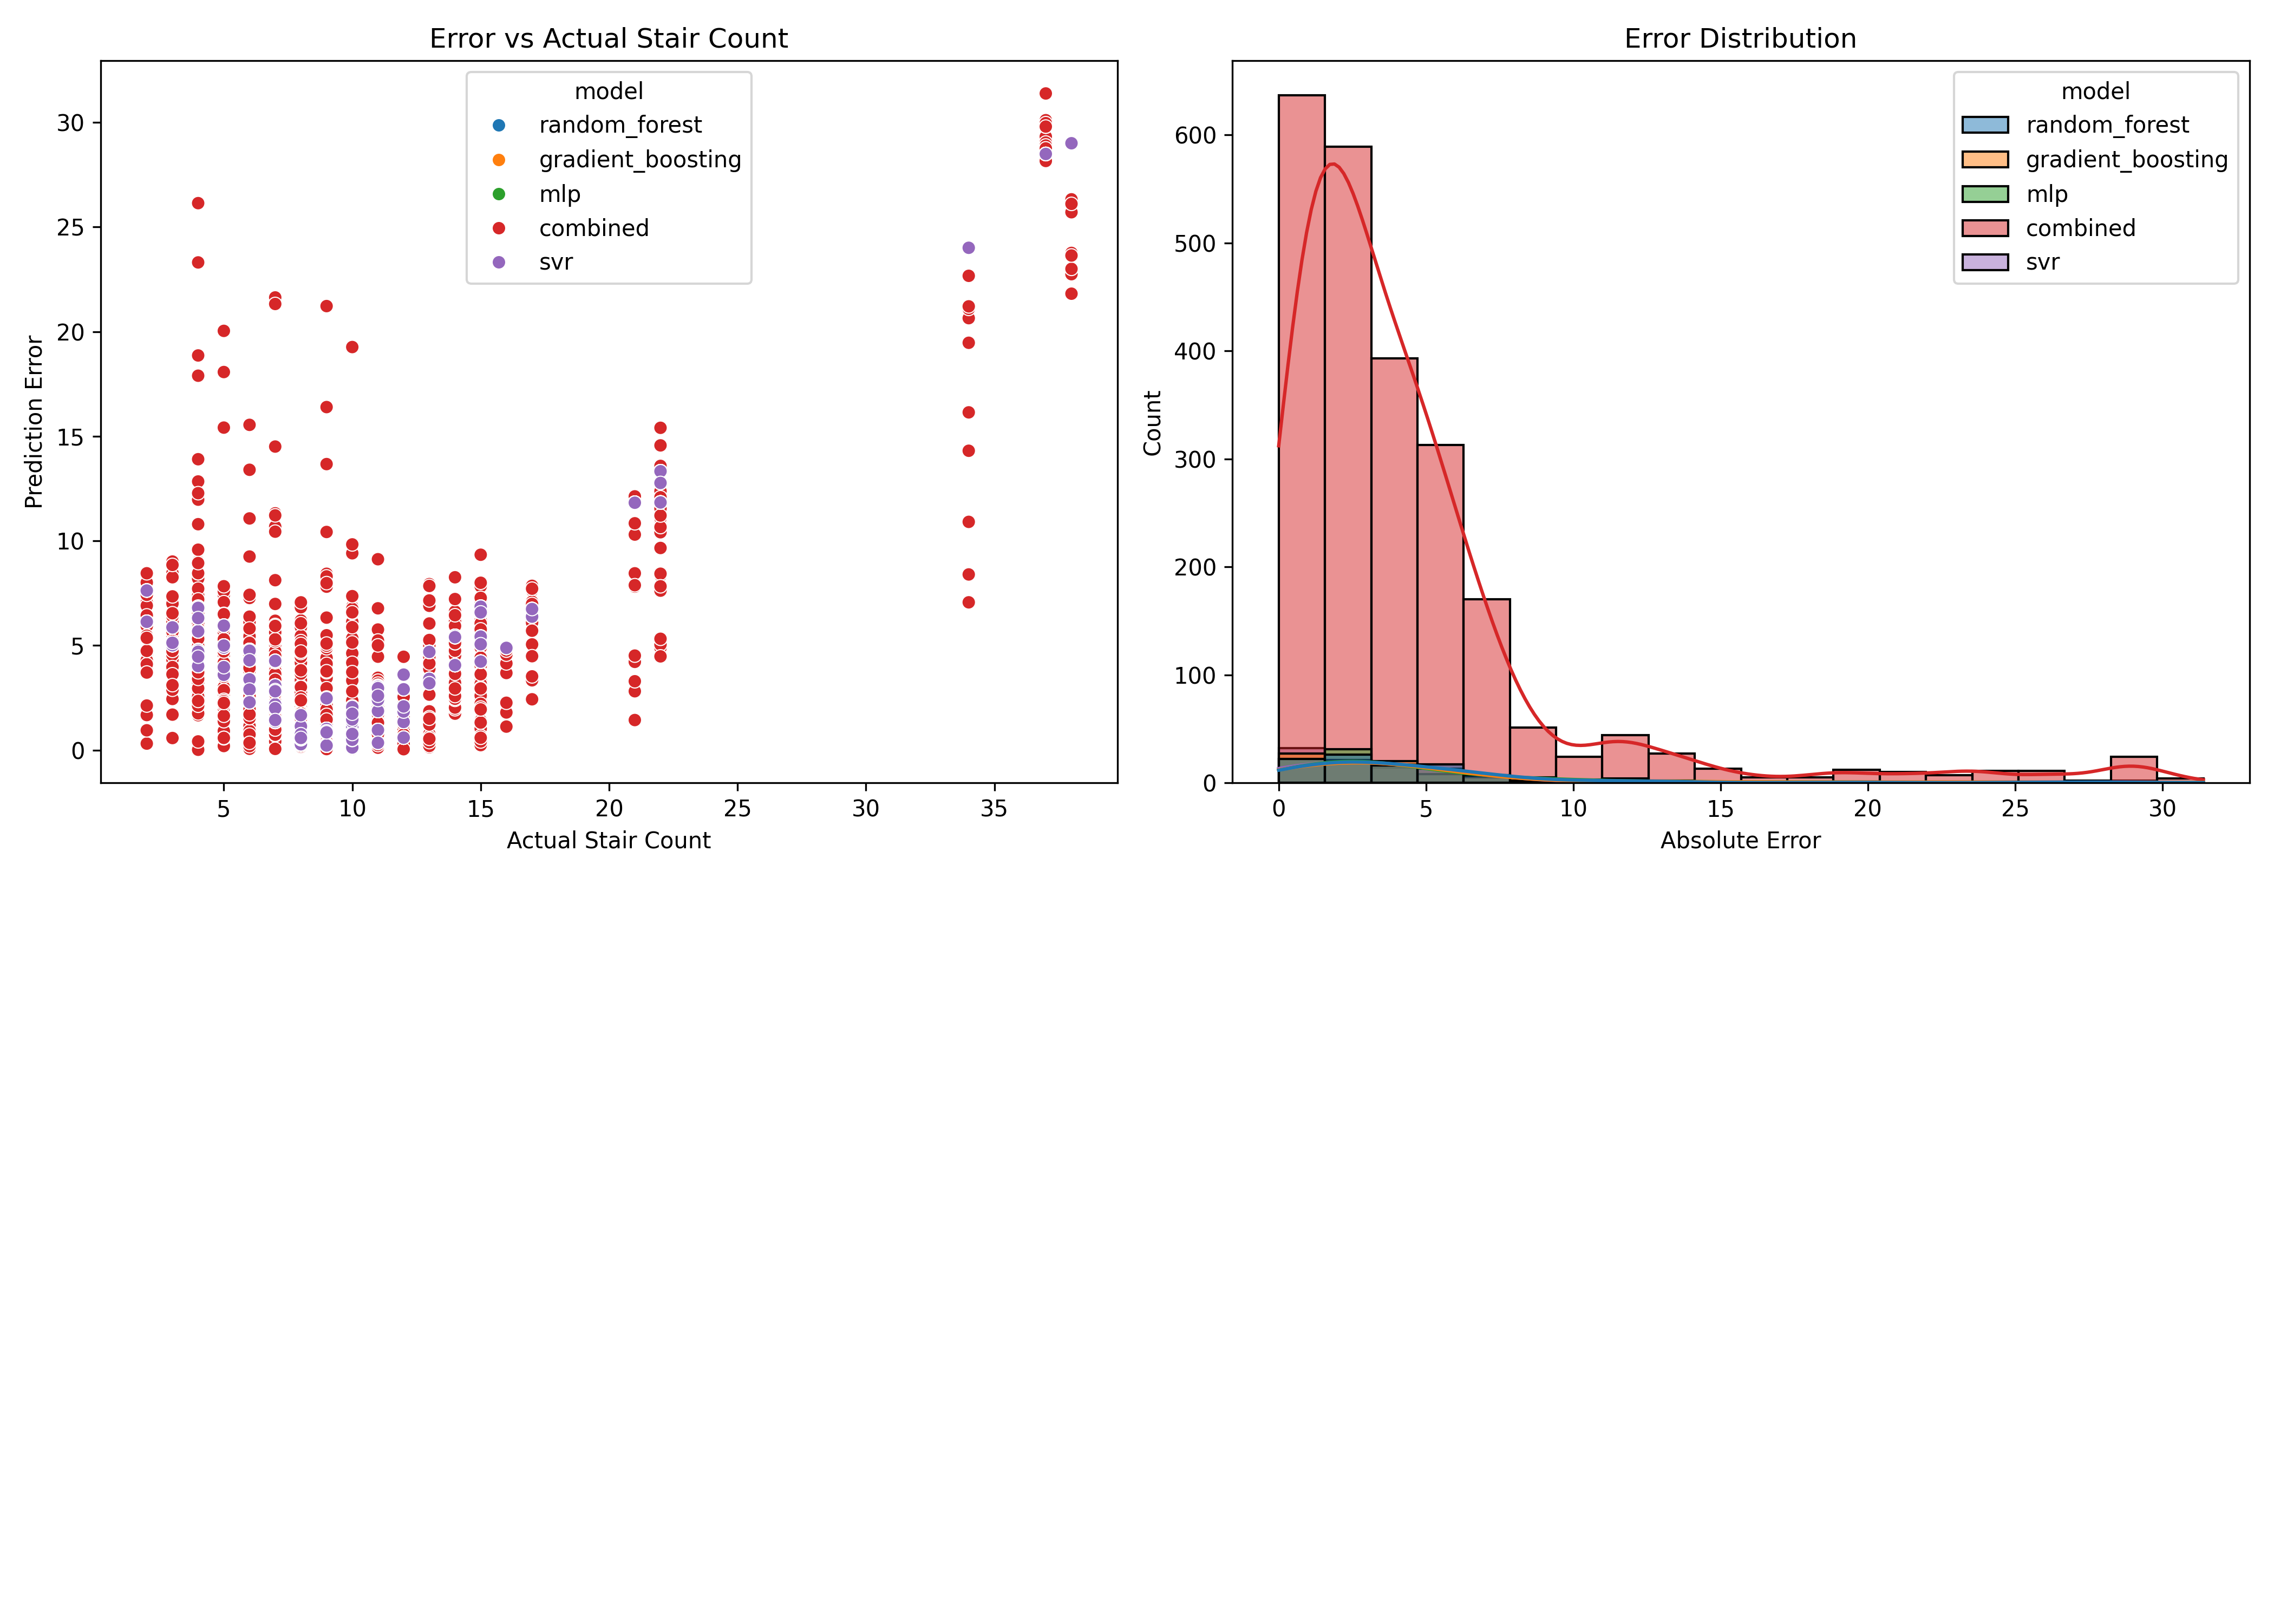 Error vs Actual Stair Count
model
random_forest
gradient_boosting
mlp
combined
svr
30
25
20
15
10
5
0
Prediction Error
5 10 15 20 25 30 35
Actual Stair Count
Error Distribution
model
random_forest
gradient_boosting
mlp
combined
svr
600
500
400
300
200
100
0
Count
0 5 10 15 20 25 30
Absolute Error